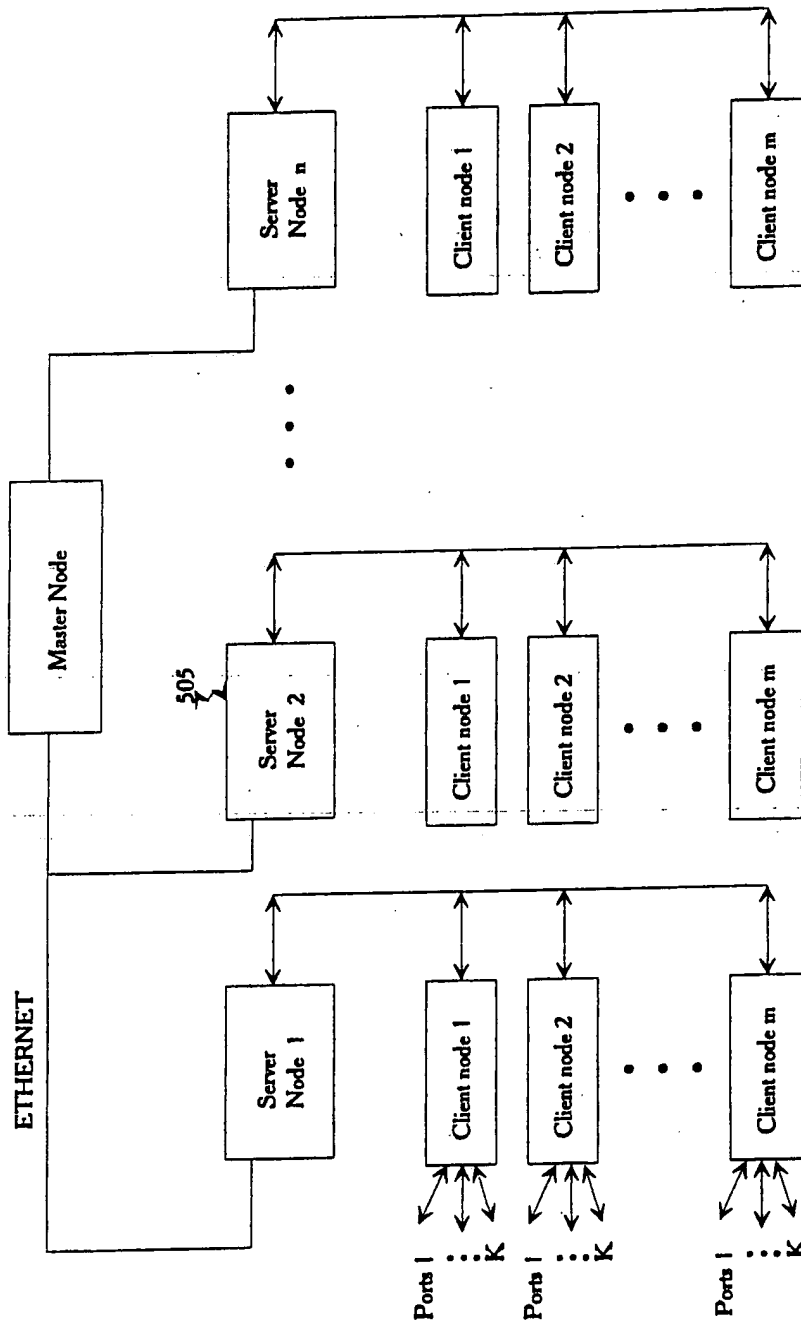 ETHERNET
Master Node
505
Server
Node 1
Server
Node 2
Server
Node n
Client node 1
Client node 1
Client node 1
Client node 2
Client node 2
Client node 2
Client node m
Client node m
Client node m
Ports 1
K
Ports 1
K
Ports 1
K